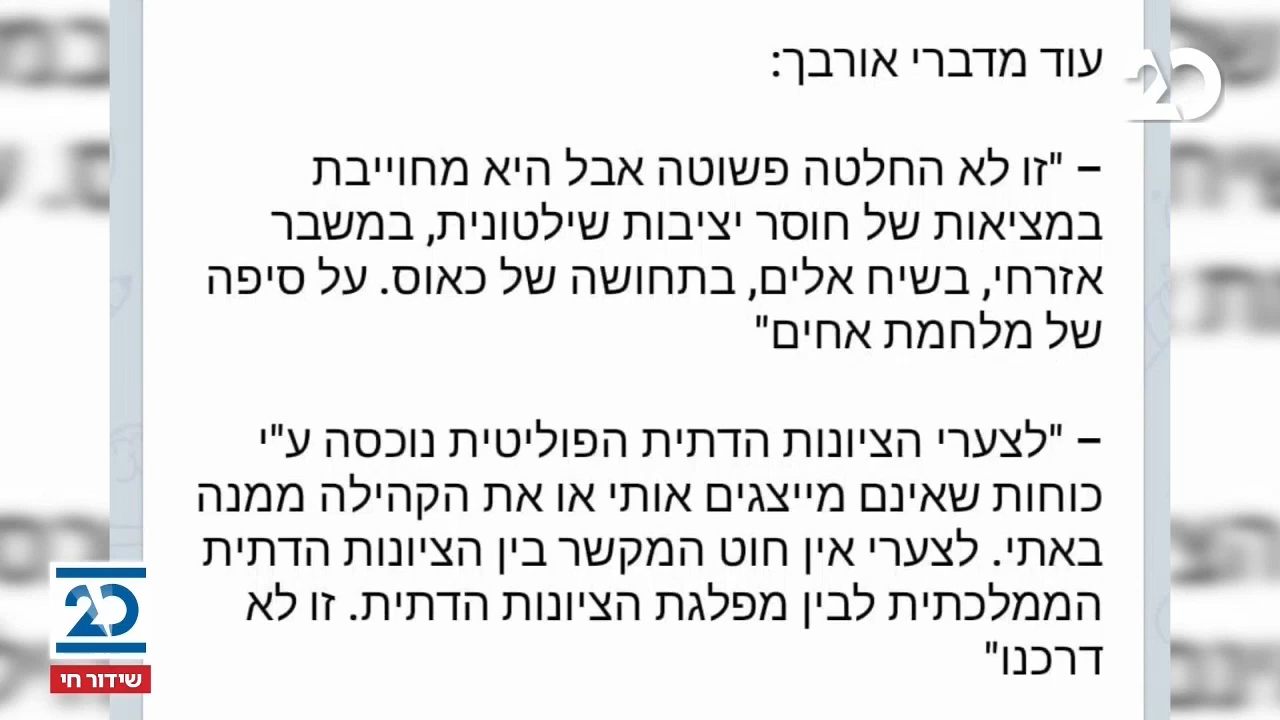 עוד מדברי אורבך:
– "זו לא החלטה פשוטה אבל היא מחוייבת
במציאות של חוסר יציבות שילטונית, במשבר
אזרחי, בשיח אלים, בתחושה של כאוס. על סיפה
של מלחמת אחים"
– "לצערי הציונות הדתית הפוליטית נוכסה ע"י
כוחות שאינם מייצגים אותי או את הקהילה ממנה
באתי. לצערי אין חוט המקשר בין הציונות הדתית
הממלכתית לבין מפלגת הציונות הדתית. זו לא
דרכנו"
20
20
שידור חי